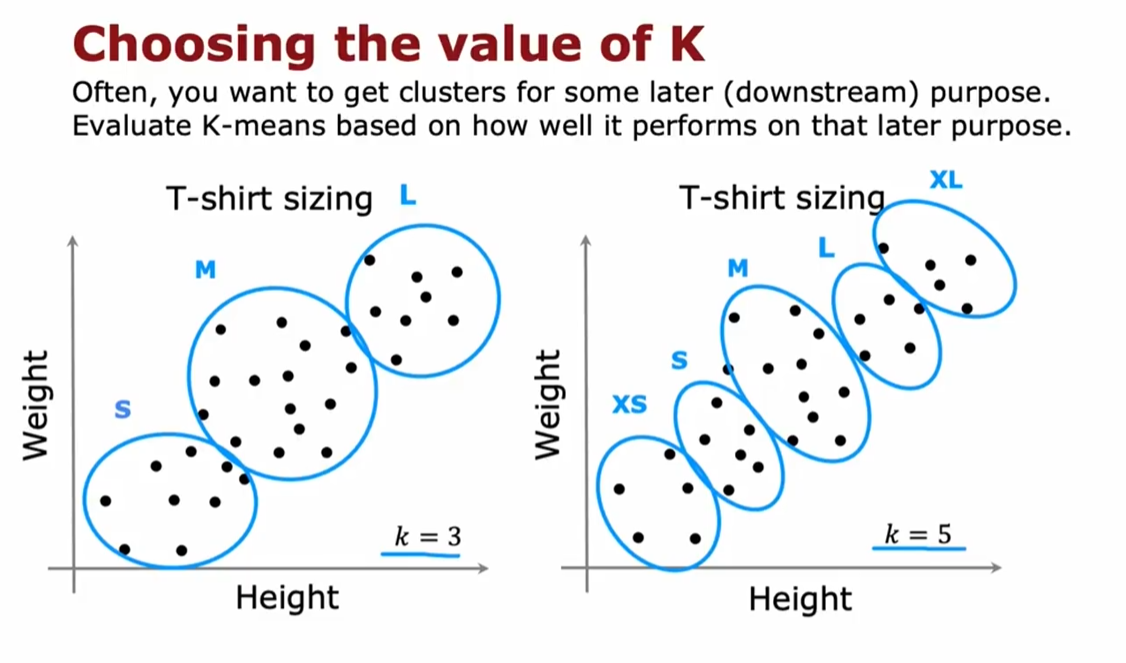 Choosing the value of K
Often, you want to get clusters for some later (downstream) purpose.
Evaluate K-means based on how well it performs on that later purpose.
T-shirt sizing
L
M
S
Weight
Height
k = 3
T-shirt sizing
XL
L
M
S
XS
Weight
Height
k = 5